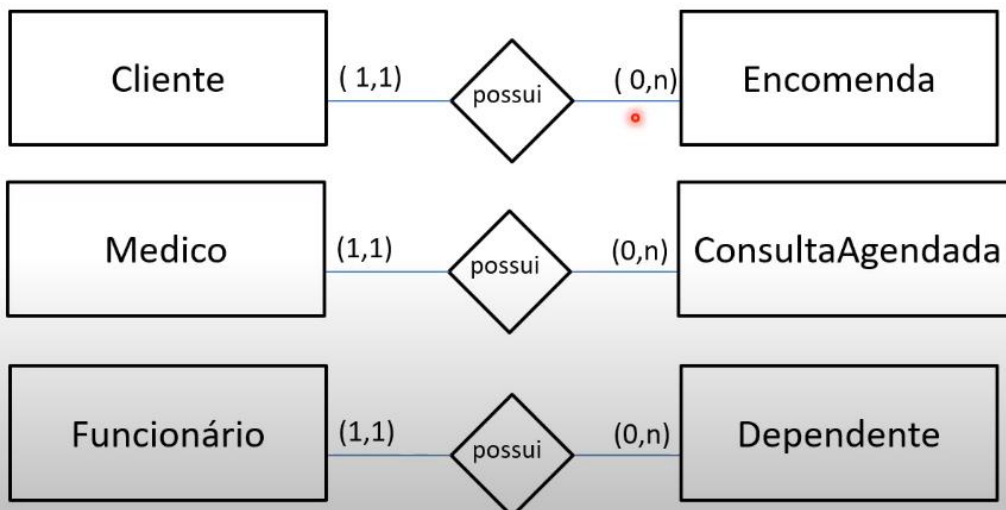 Cliente ( 1,1) possui ( 0,n) Encomenda
Medico (1,1) possui (0,n) ConsultaAgendada
Funcionário (1,1) possui (0,n) Dependente